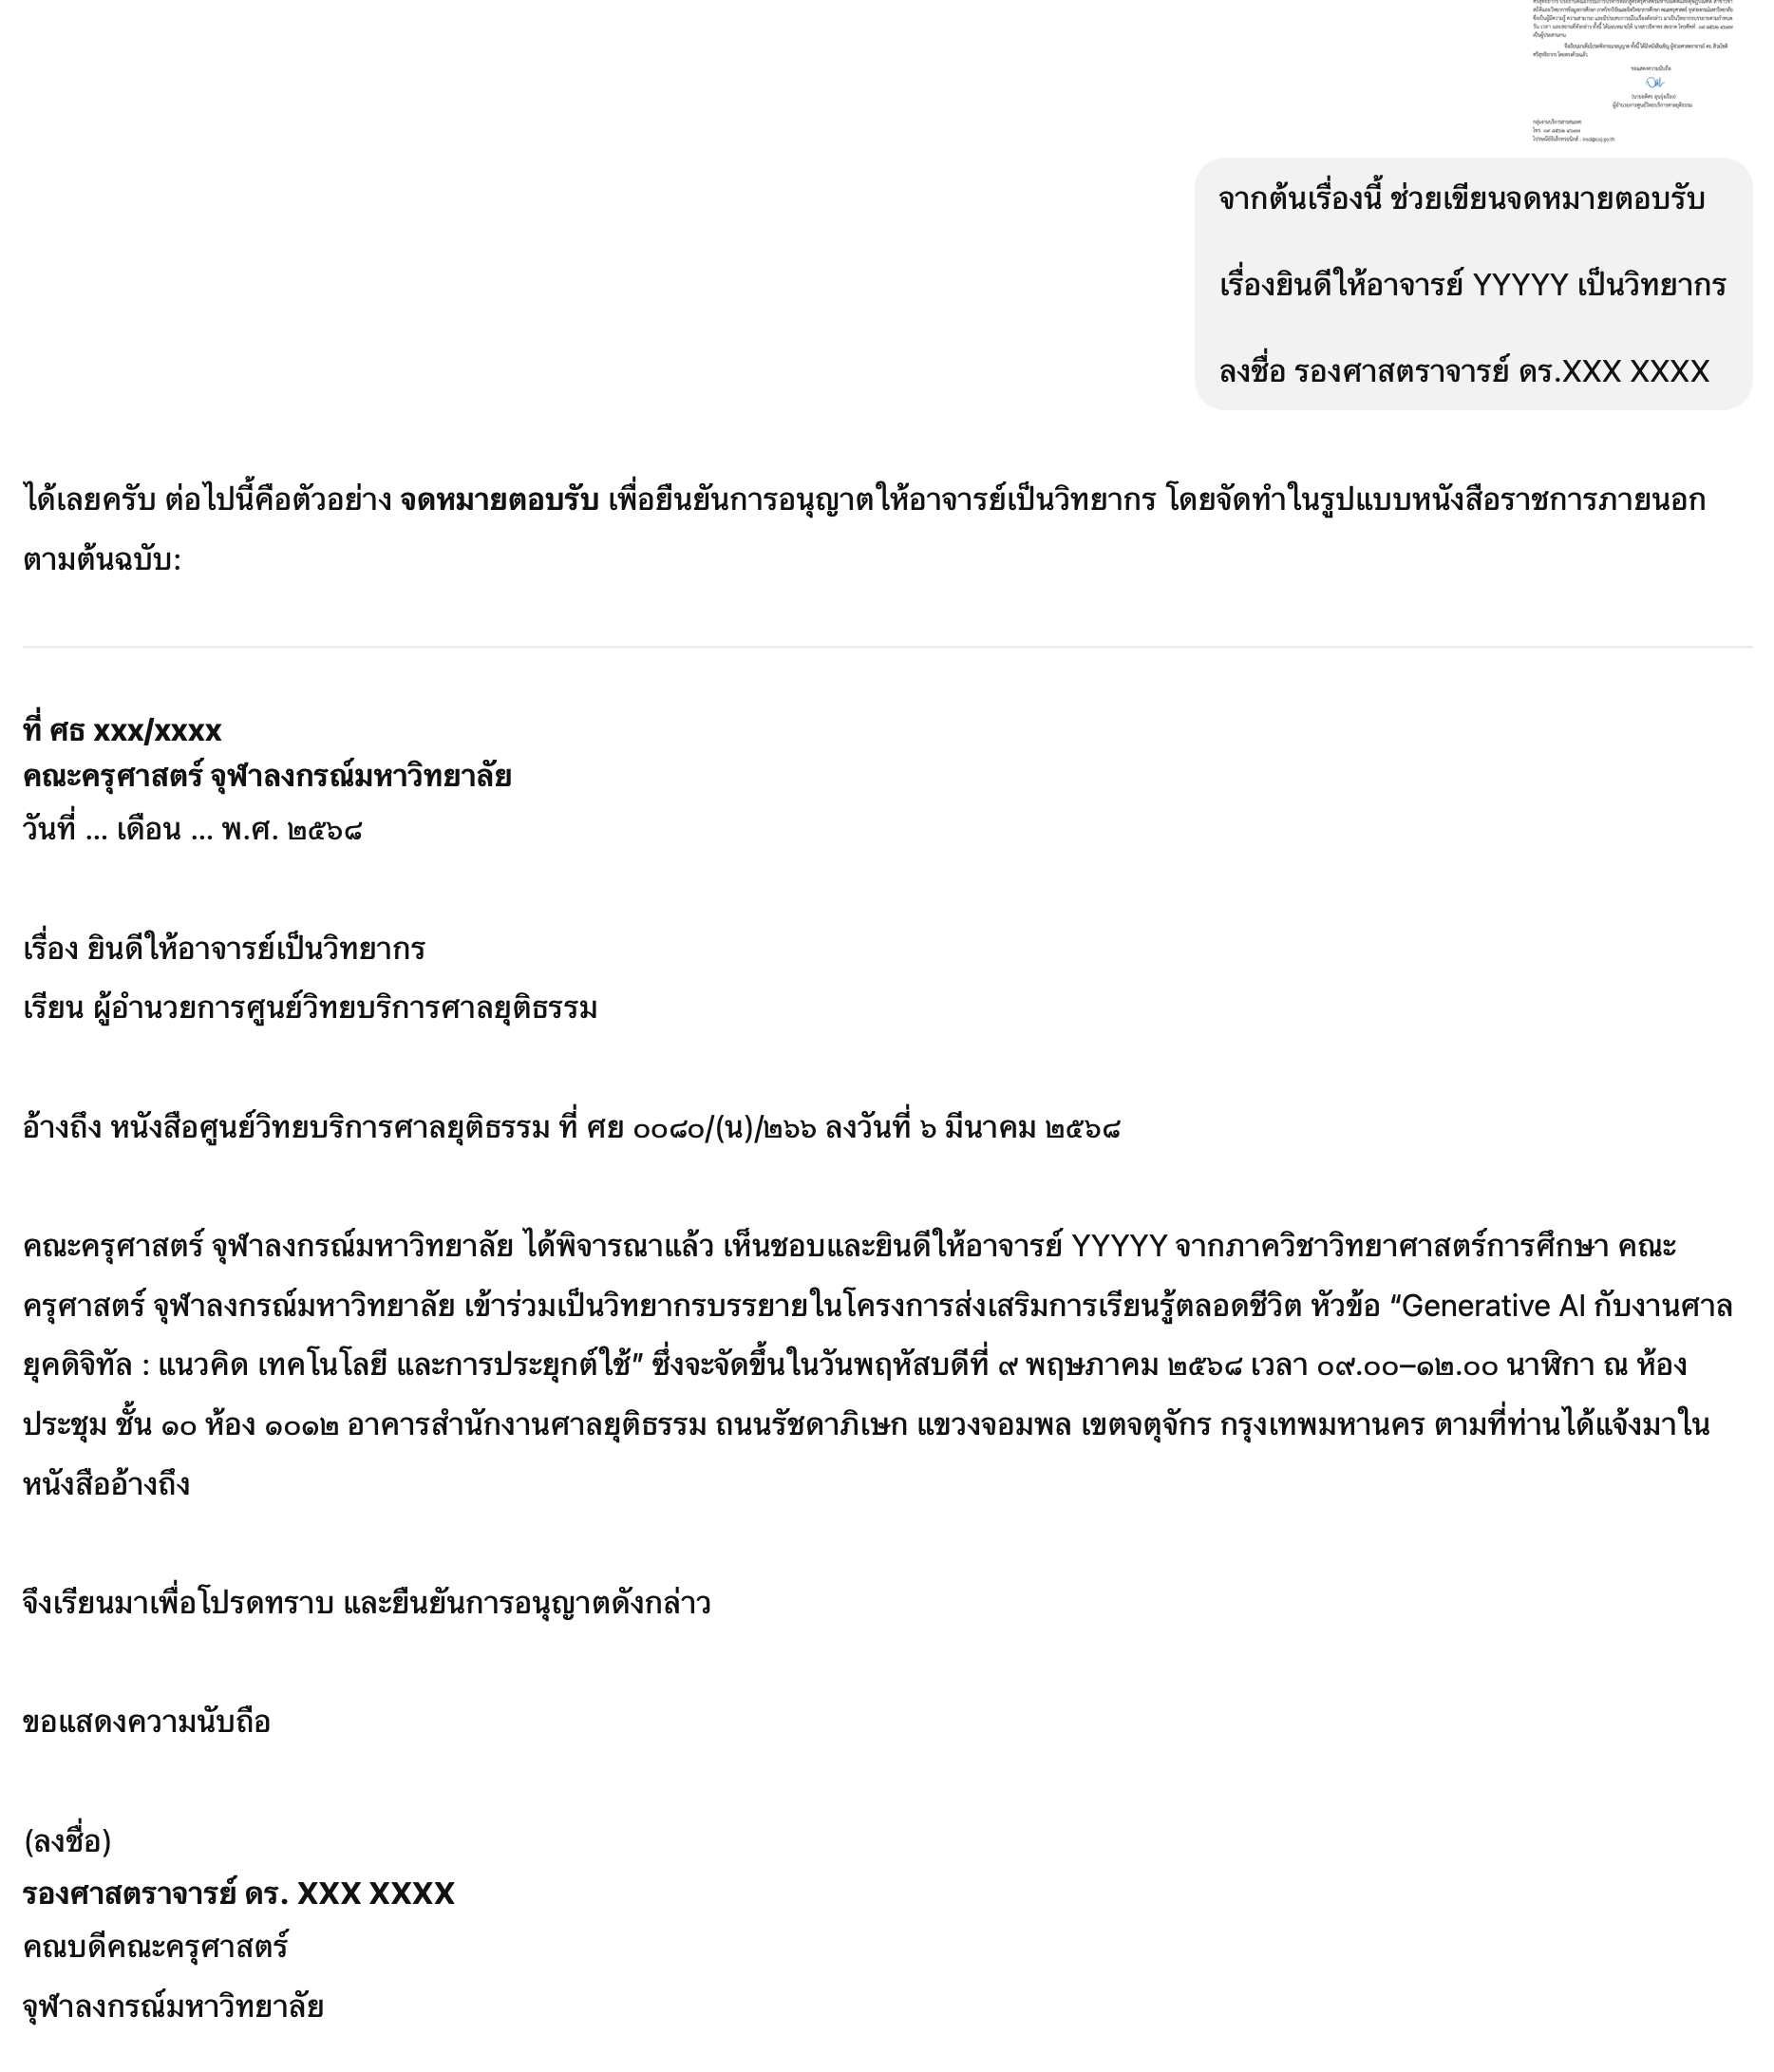 ขอแสดงความนับถือ
กลุ่มงานบริการสารสนเทศ
จากต้นเรื่องนี้ ช่วยเขียนจดหมายตอบรับ
เรื่องยินดีให้อาจารย์ YYYYY เป็นวิทยากร
ลงชื่อ รองศาสตราจารย์ ดร.XXX XXXX
ได้เลยครับ ต่อไปนี้คือตัวอย่าง จดหมายตอบรับ เพื่อยืนยันการอนุญาตให้อาจารย์เป็นวิทยากร โดยจัดทำในรูปแบบหนังสือราชการภายนอก
ตามต้นฉบับ:
ที่ ศธ xxx/xxxx
คณะครุศาสตร์ จุฬาลงกรณ์มหาวิทยาลัย
วันที่ ... เดือน ... พ.ศ. ๒๕๖๘
เรื่อง ยินดีให้อาจารย์เป็นวิทยากร
เรียน ผู้อำนวยการศูนย์วิทยบริการศาลยุติธรรม
อ้างถึง หนังสือศูนย์วิทยบริการศาลยุติธรรม ที่ ศย ๐๐๘๐/(น)/๒๖๖ ลงวันที่ ๖ มีนาคม ๒๕๖๘
คณะครุศาสตร์ จุฬาลงกรณ์มหาวิทยาลัย ได้พิจารณาแล้ว เห็นชอบและยินดีให้อาจารย์ YYYYY จากภาควิชาวิทยาศาสตร์การศึกษา คณะ
ครุศาสตร์ จุฬาลงกรณ์มหาวิทยาลัย เข้าร่วมเป็นวิทยากรบรรยายในโครงการส่งเสริมการเรียนรู้ตลอดชีวิต หัวข้อ “Generative AI กับงานศาล
ยุคดิจิทัล : แนวคิด เทคโนโลยี และการประยุกต์ใช้” ซึ่งจะจัดขึ้นในวันพฤหัสบดีที่ ๙ พฤษภาคม ๒๕๖๘ เวลา ๐๙.๐๐–๑๒.๐๐ นาฬิกา ณ ห้อง
ประชุม ชั้น ๑๐ ห้อง ๑๐๑๒ อาคารสำนักงานศาลยุติธรรม ถนนรัชดาภิเษก แขวงจอมพล เขตจตุจักร กรุงเทพมหานคร ตามที่ท่านได้แจ้งมาใน
หนังสืออ้างถึง
จึงเรียนมาเพื่อโปรดทราบ และยืนยันการอนุญาตดังกล่าว
ขอแสดงความนับถือ
(ลงชื่อ)
รองศาสตราจารย์ ดร. XXX XXXX
คณบดีคณะครุศาสตร์
จุฬาลงกรณ์มหาวิทยาลัย